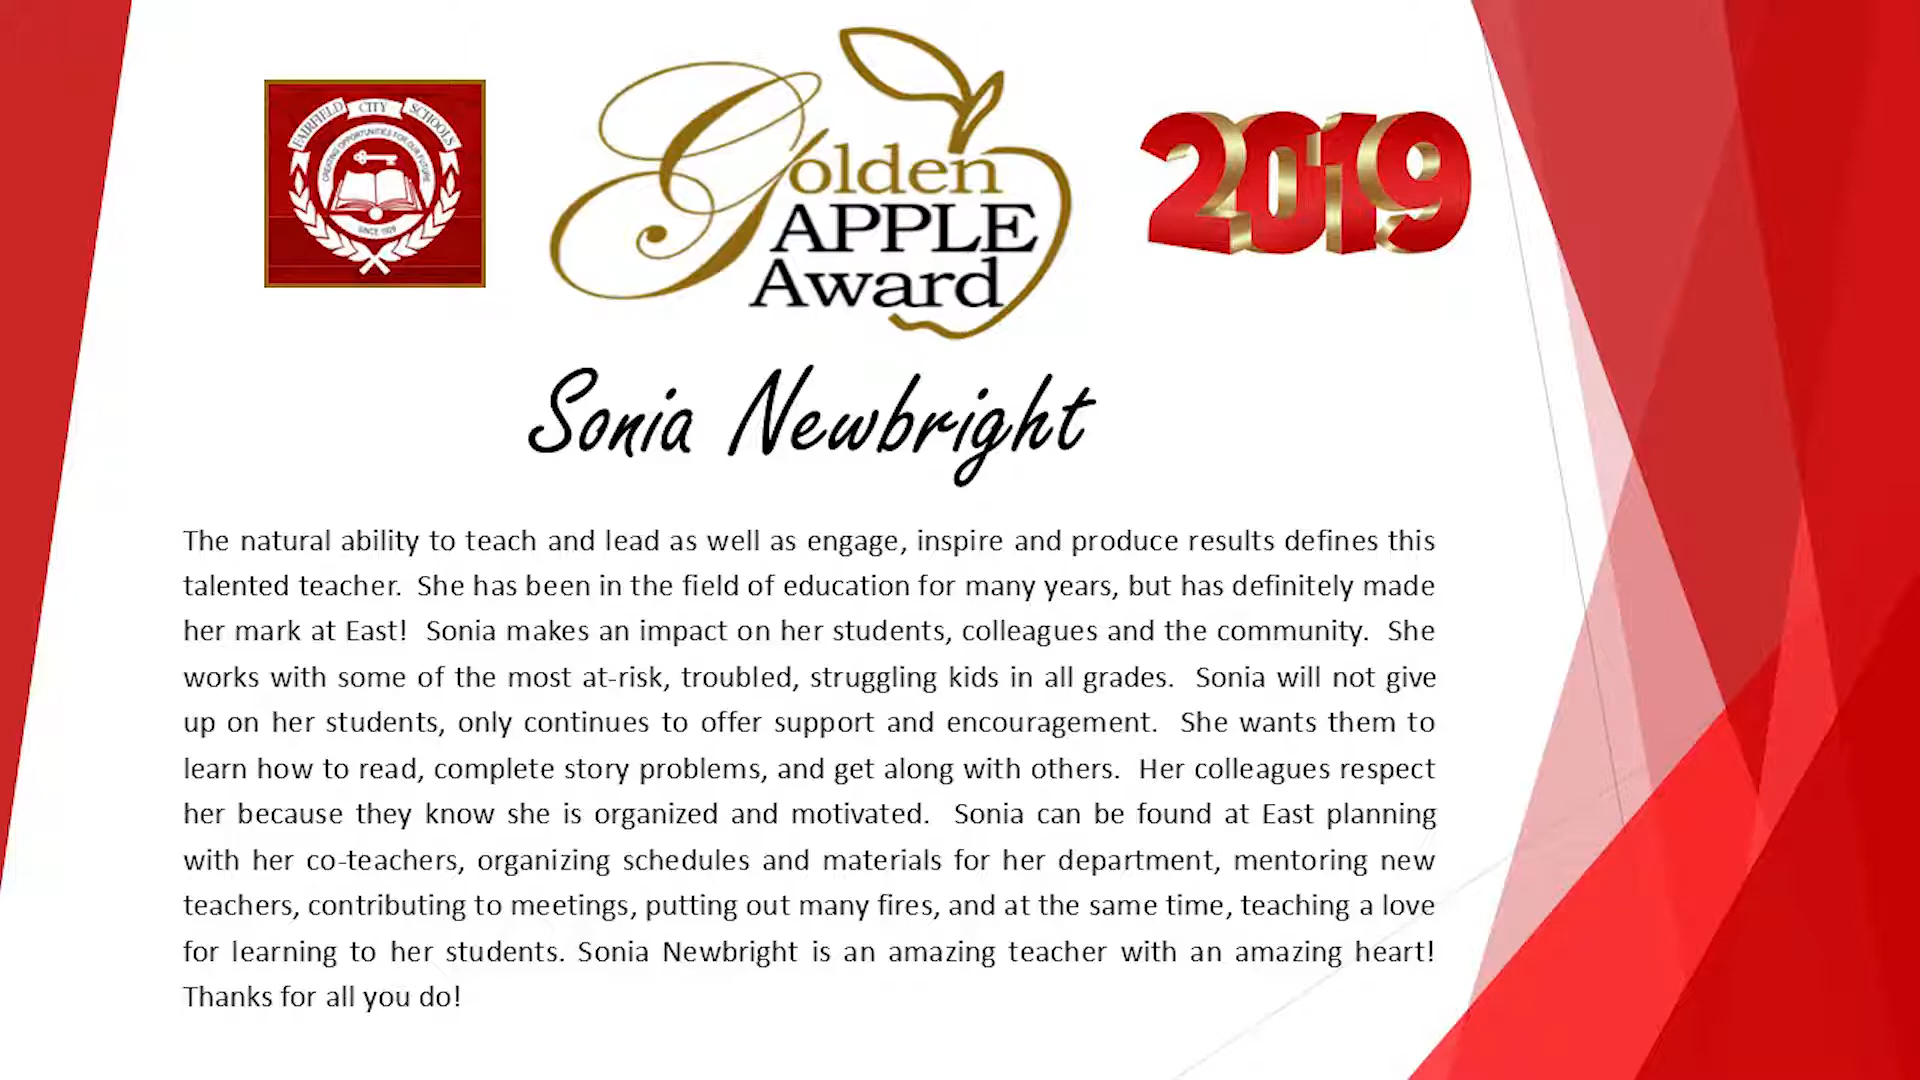 FAIRFIELD CITY SCHOOLS
CREATING OPPORTUNITIES FOR OUR FUTURE
SINCE 1929
Golden
APPLE
Award
2019
Sonia Newbright
The natural ability to teach and lead as well as engage, inspire and produce results defines this
talented teacher. She has been in the field of education for many years, but has definitely made
her mark at East! Sonia makes an impact on her students, colleagues and the community. She
works with some of the most at-risk, troubled, struggling kids in all grades. Sonia will not give
up on her students, only continues to offer support and encouragement. She wants them to
learn how to read, complete story problems, and get along with others. Her colleagues respect
her because they know she is organized and motivated. Sonia can be found at East planning
with her co-teachers, organizing schedules and materials for her department, mentoring new
teachers, contributing to meetings, putting out many fires, and at the same time, teaching a love
for learning to her students. Sonia Newbright is an amazing teacher with an amazing heart!
Thanks for all you do!